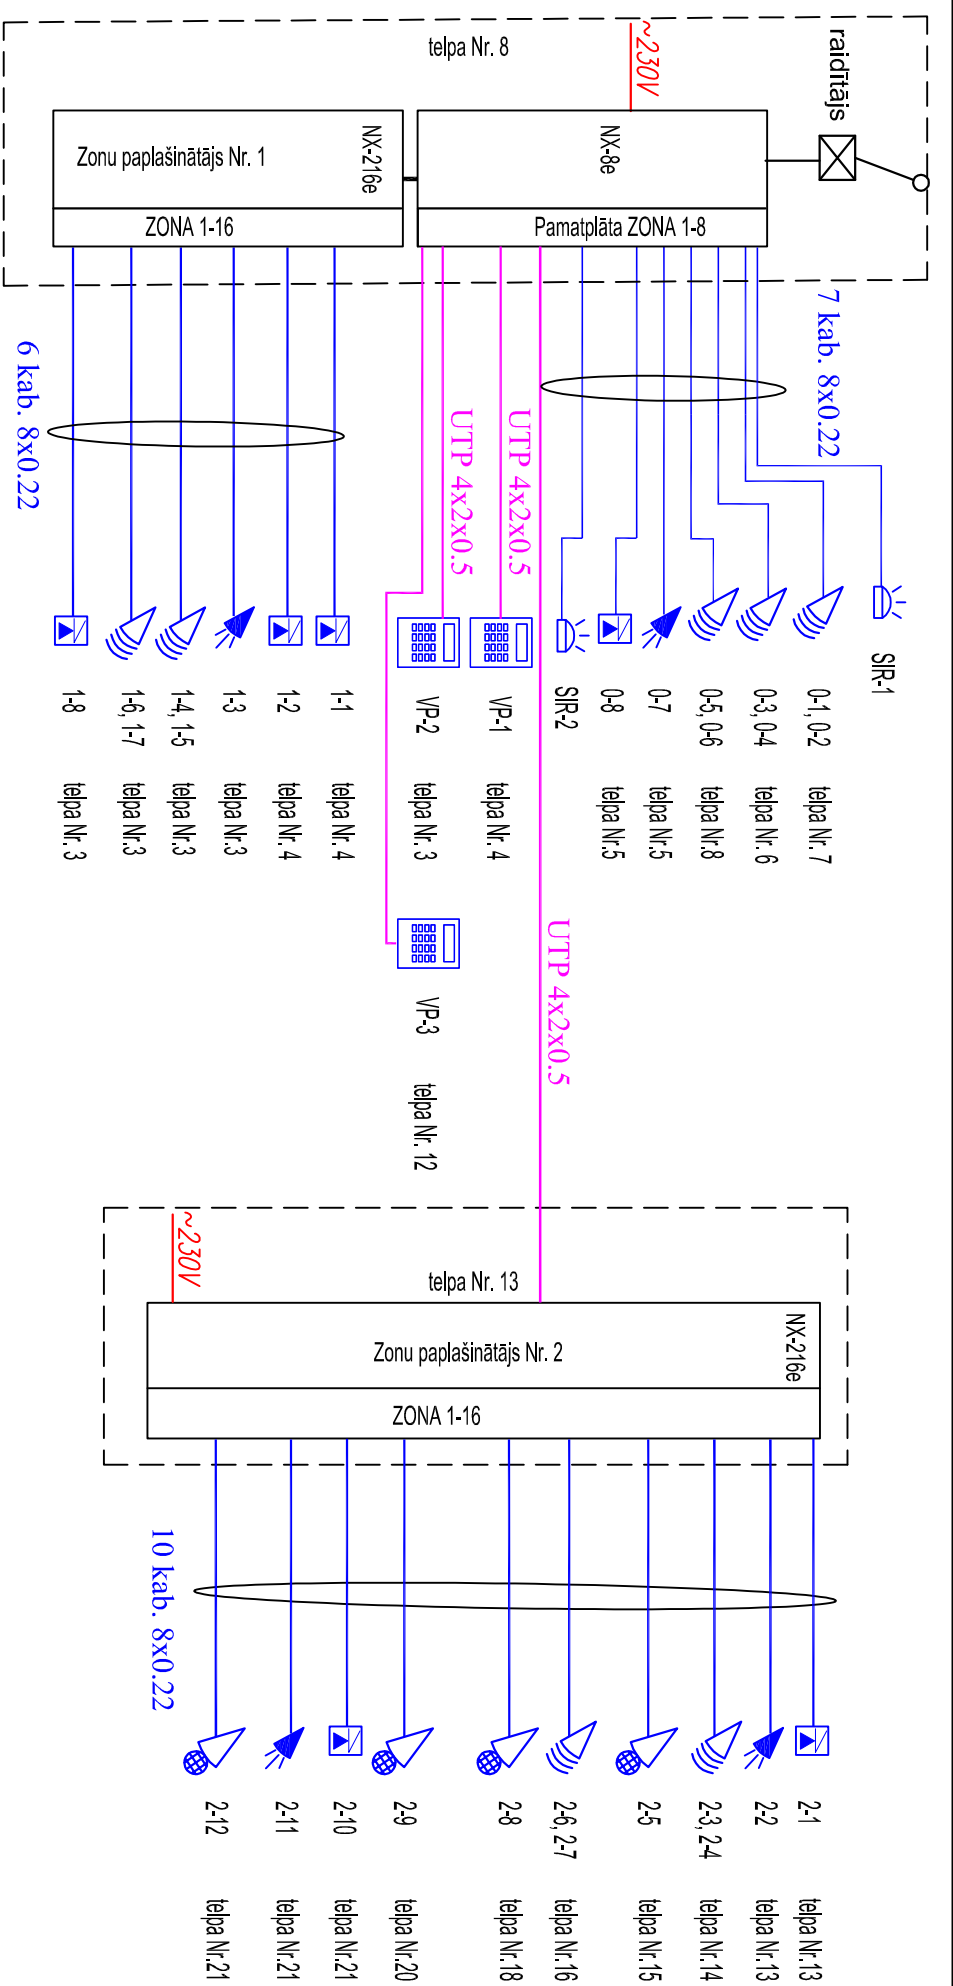 telpa Nr. 8
~230V
raidītājs
NX-216e
Zonu paplašinātājs Nr. 1
ZONA 1-16
NX-8e
Pamatplāta ZONA 1-8
7 kab. 8x0.22
6 kab. 8x0.22
UTP 4x2x0.5
UTP 4x2x0.5
UTP 4x2x0.5
SIR-1
0-1, 0-2 telpa Nr. 7
0-3, 0-4 telpa Nr. 6
0-5, 0-6 telpa Nr.8
0-7 telpa Nr.5
0-8 telpa Nr.5
SIR-2
VP-1 telpa Nr. 4
VP-2 telpa Nr. 3
1-1 telpa Nr. 4
1-2 telpa Nr. 4
1-3 telpa Nr.3
1-4, 1-5 telpa Nr.3
1-6, 1-7 telpa Nr.3
1-8 telpa Nr. 3
VP-3 telpa Nr. 12
telpa Nr. 13
~230V
NX-216e
Zonu paplašinātājs Nr. 2
ZONA 1-16
10 kab. 8x0.22
2-1 telpa Nr.13
2-2 telpa Nr.13
2-3, 2-4 telpa Nr.14
2-5 telpa Nr.15
2-6, 2-7 telpa Nr.16
2-8 telpa Nr.18
2-9 telpa Nr.20
2-10 telpa Nr.21
2-11 telpa Nr.21
2-12 telpa Nr.21